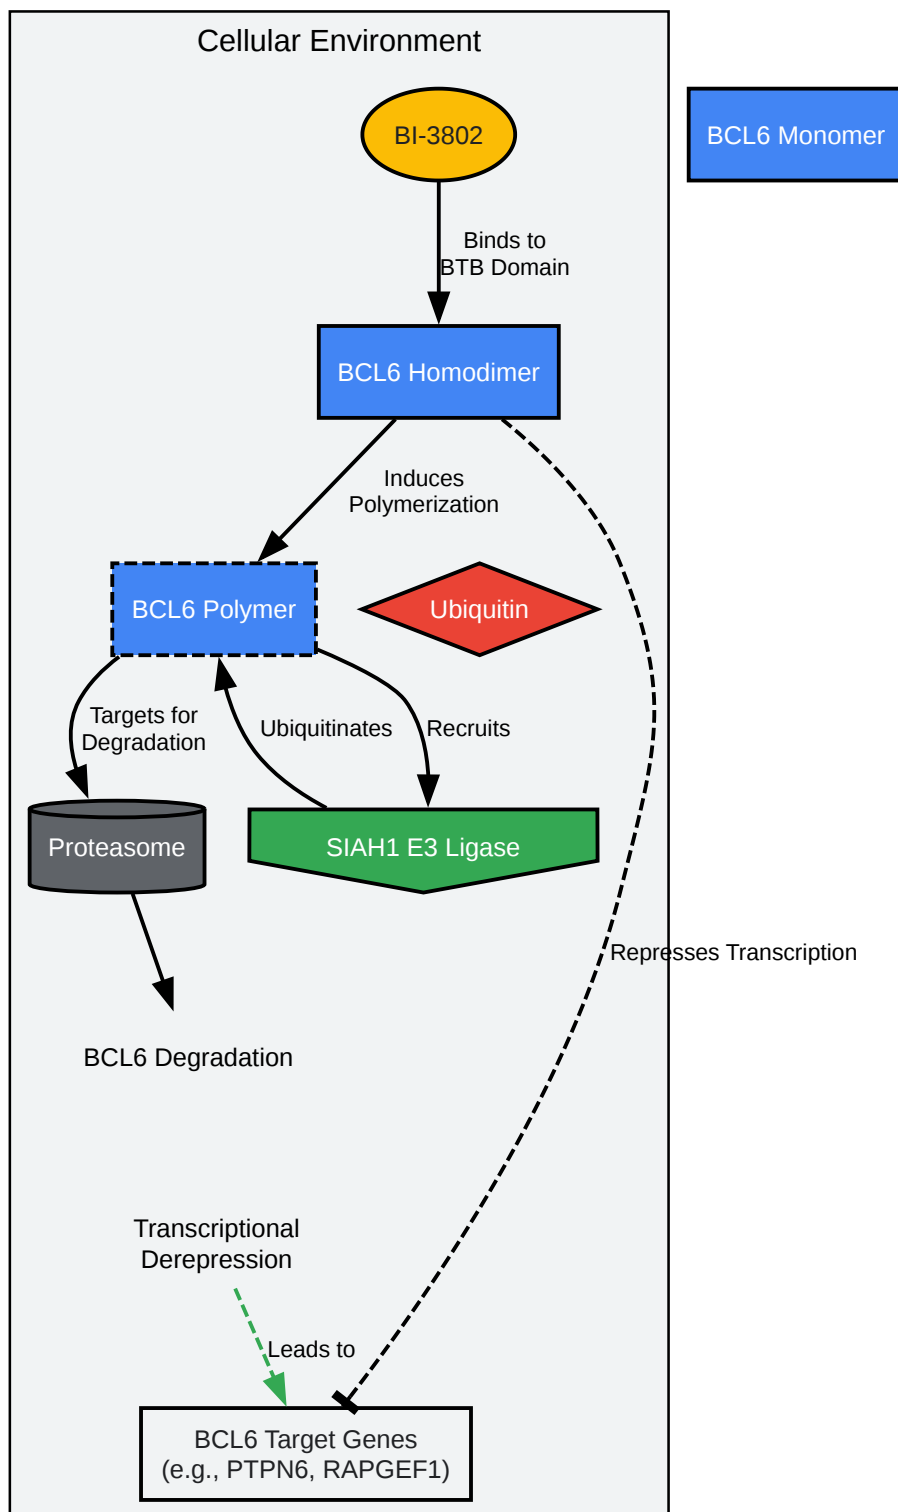 Cellular Environment
BI-3802
BCL6 Monomer
Binds to
BTB Domain
BCL6 Homodimer
Induces
Polymerization
BCL6 Polymer
Ubiquitin
Targets for
Degradation
Ubiquitinates
Recruits
Proteasome
SIAH1 E3 Ligase
Represses Transcription
BCL6 Degradation
Transcriptional
Derepression
Leads to
BCL6 Target Genes
(e.g., PTPN6, RAPGEF1)